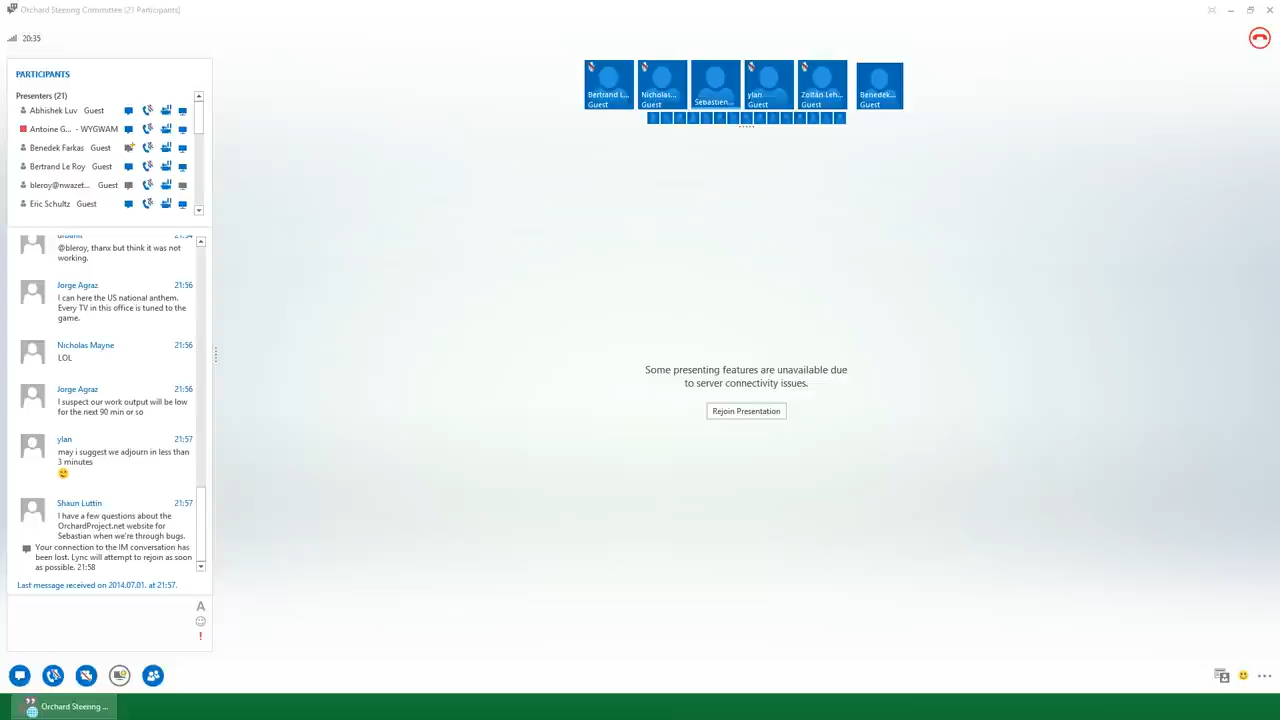 Orchard Steering Committee (21 Participants)
20:35
PARTICIPANTS
Presenters (21)
Abhishek Luv Guest
Antoine G... - WYGWAM
Benedek Farkas Guest
Bertrand Le Roy Guest
bleroy@nwazet... Guest
Eric Schultz Guest
Bertrand L...
Guest
Nicholas...
Guest
Sebastien...
ylan
Guest
Zoltán Leh...
Guest
Benedek...
Guest
@bleroy, thanx but think it was not
working.
Jorge Agraz 21:56
I can here the US national anthem.
Every TV in this office is tuned to the
game.
Nicholas Mayne 21:56
LOL
Jorge Agraz 21:56
I suspect our work output will be low
for the next 90 min or so
ylan 21:57
may i suggest we adjourn in less than
3 minutes
Shaun Luttin 21:57
I have a few questions about the
OrchardProject.net website for
Sebastian when we're through bugs.
Your connection to the IM conversation has
been lost. Lync will attempt to rejoin as soon
as possible. 21:58
Last message received on 2014.07.01. at 21:57.
A
!
Some presenting features are unavailable due
to server connectivity issues.
Rejoin Presentation
Orchard Steering ...